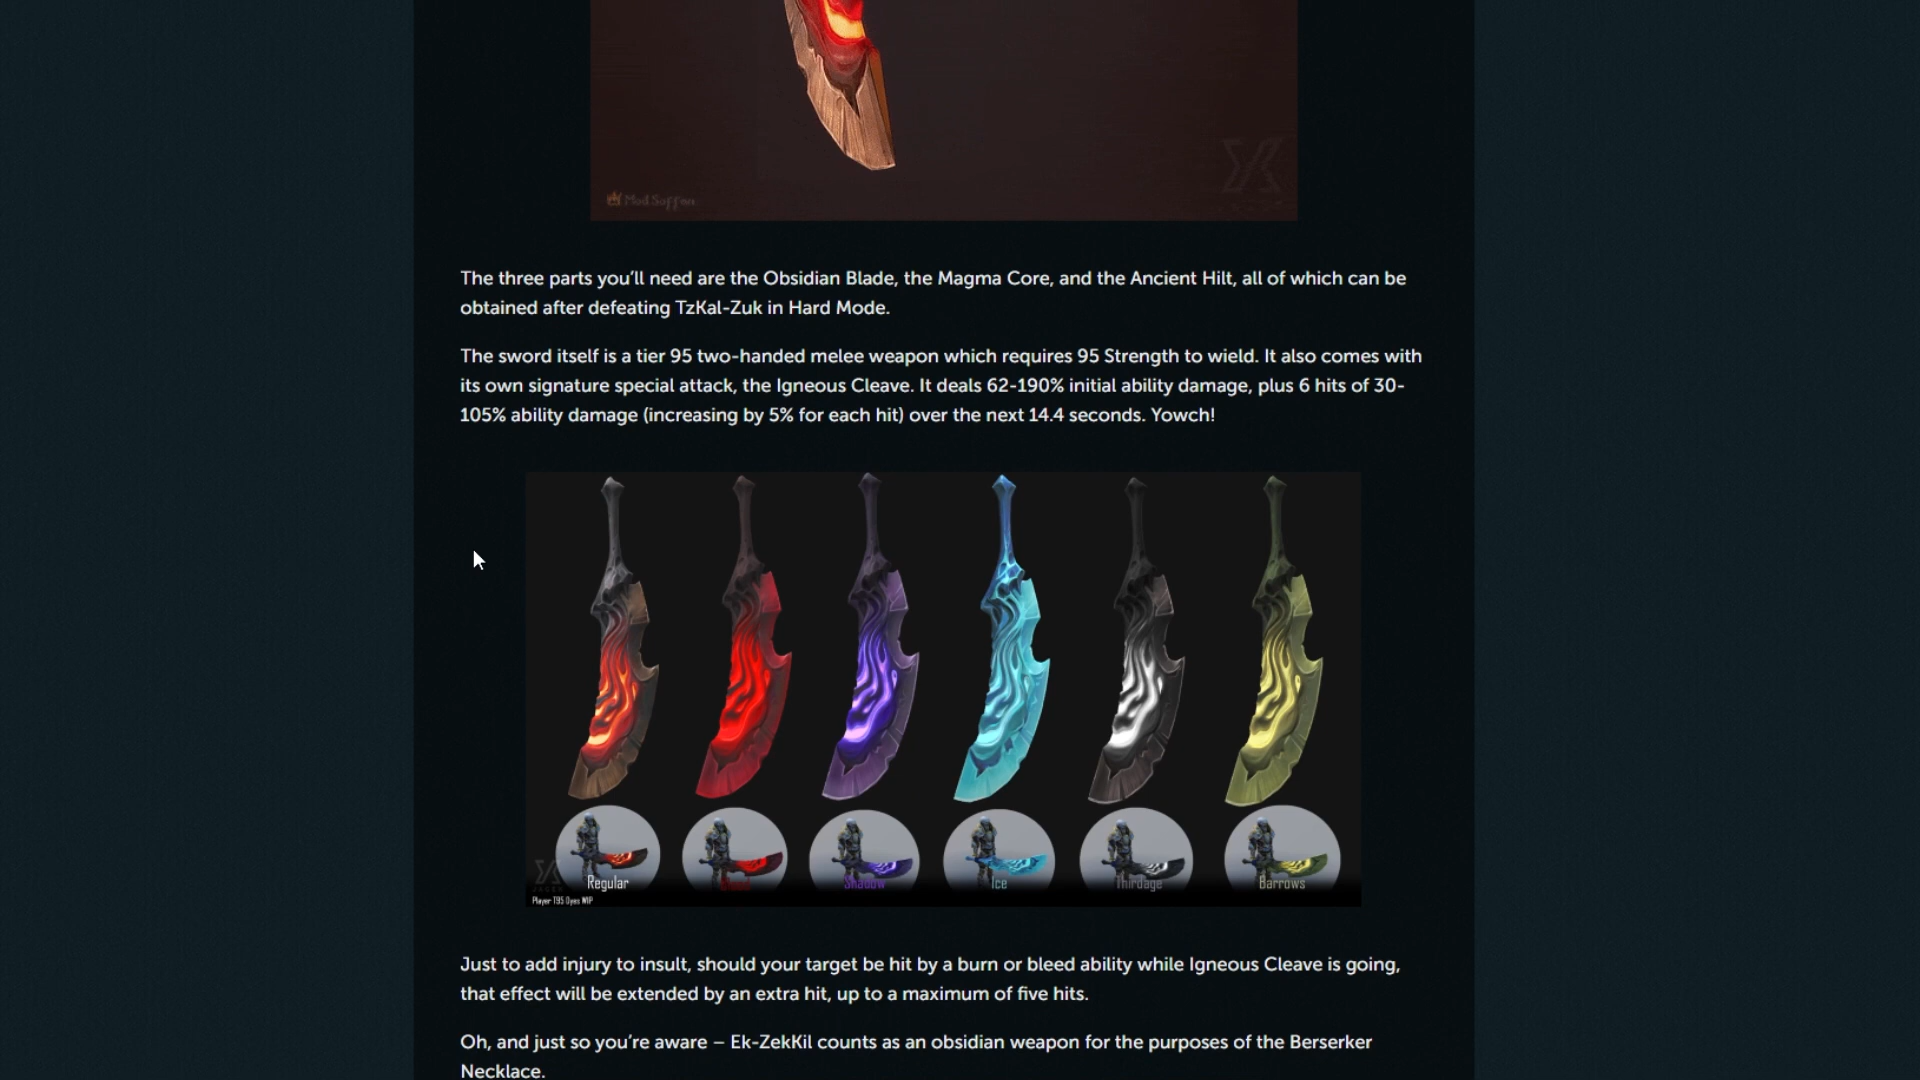 Mod Suffon
The three parts you’ll need are the Obsidian Blade, the Magma Core, and the Ancient Hilt, all of which can be
obtained after defeating TzKal-Zuk in Hard Mode.
The sword itself is a tier 95 two-handed melee weapon which requires 95 Strength to wield. It also comes with
its own signature special attack, the Igneous Cleave. It deals 62-190% initial ability damage, plus 6 hits of 30-
105% ability damage (increasing by 5% for each hit) over the next 14.4 seconds. Yowch!
Regular Shadow Ice Thirdage Barrows
Player T95 Dyes WIP
Just to add injury to insult, should your target be hit by a burn or bleed ability while Igneous Cleave is going,
that effect will be extended by an extra hit, up to a maximum of five hits.
Oh, and just so you’re aware – Ek-ZekKil counts as an obsidian weapon for the purposes of the Berserker
Necklace.